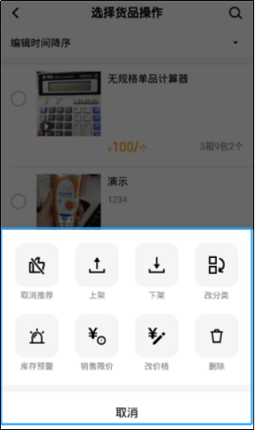 选择货品操作
编辑时间降序
无规格单品计算器
¥100/个
3箱9包2个
演示
1234
取消推荐 上架 下架 改分类
库存预警 销售限价 改价格 删除
取消